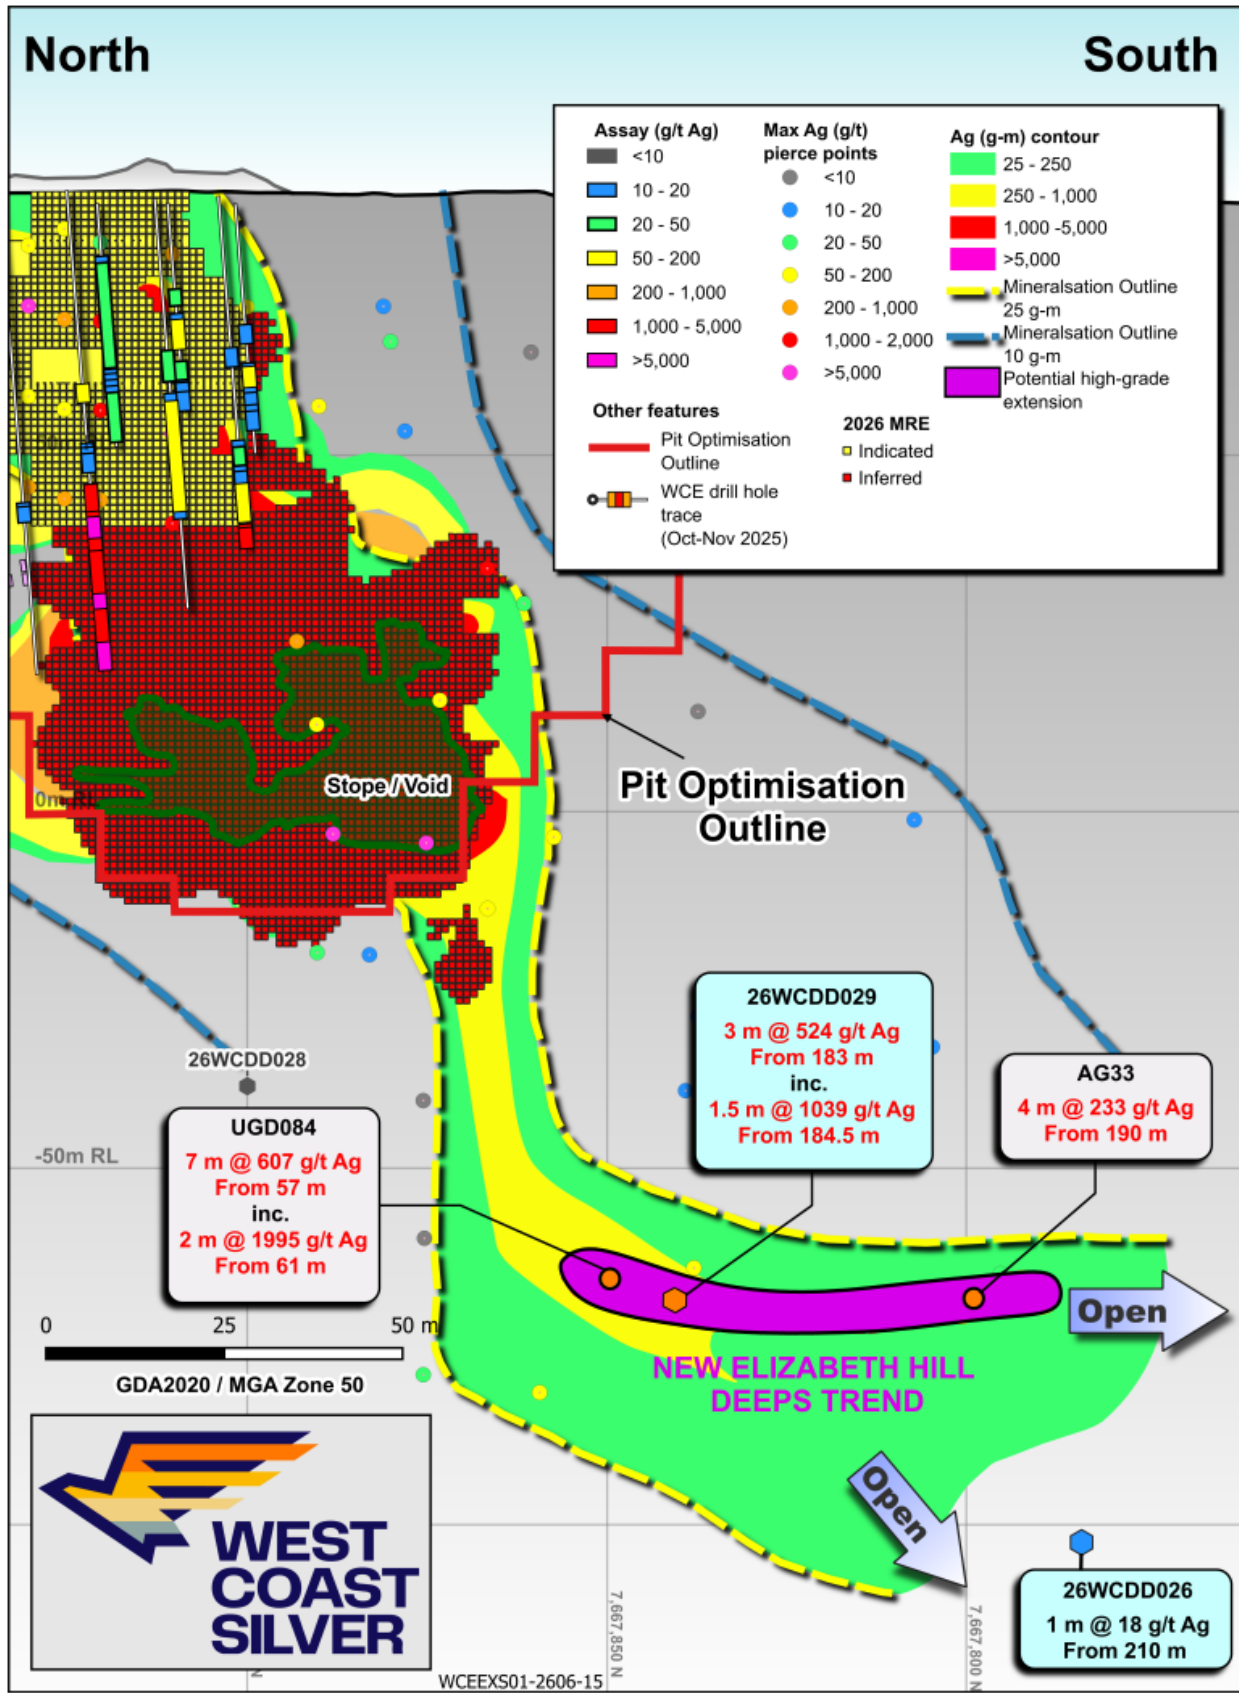 North
South
Assay (g/t Ag)
<10
10 - 20
20 - 50
50 - 200
200 - 1,000
1,000 - 5,000
>5,000
Max Ag (g/t)
pierce points
<10
10 - 20
20 - 50
50 - 200
200 - 1,000
1,000 - 2,000
>5,000
Ag (g-m) contour
25 - 250
250 - 1,000
1,000 -5,000
>5,000
Mineralsation Outline
25 g-m
Mineralsation Outline
10 g-m
Potential high-grade
extension
Other features
Pit Optimisation
Outline
WCE drill hole
trace
(Oct-Nov 2025)
2026 MRE
Indicated
Inferred
Stope / Void
0m RL
Pit Optimisation
Outline
26WCDD028
-50m RL
UGD084
7 m @ 607 g/t Ag
From 57 m
inc.
2 m @ 1995 g/t Ag
From 61 m
26WCDD029
3 m @ 524 g/t Ag
From 183 m
inc.
1.5 m @ 1039 g/t Ag
From 184.5 m
AG33
4 m @ 233 g/t Ag
From 190 m
Open
NEW ELIZABETH HILL
DEEPS TREND
Open
0 25 50 m
GDA2020 / MGA Zone 50
WEST
COAST
SILVER
7,667,850 N
7,667,800 N
26WCDD026
1 m @ 18 g/t Ag
From 210 m
WCEEXS01-2606-15